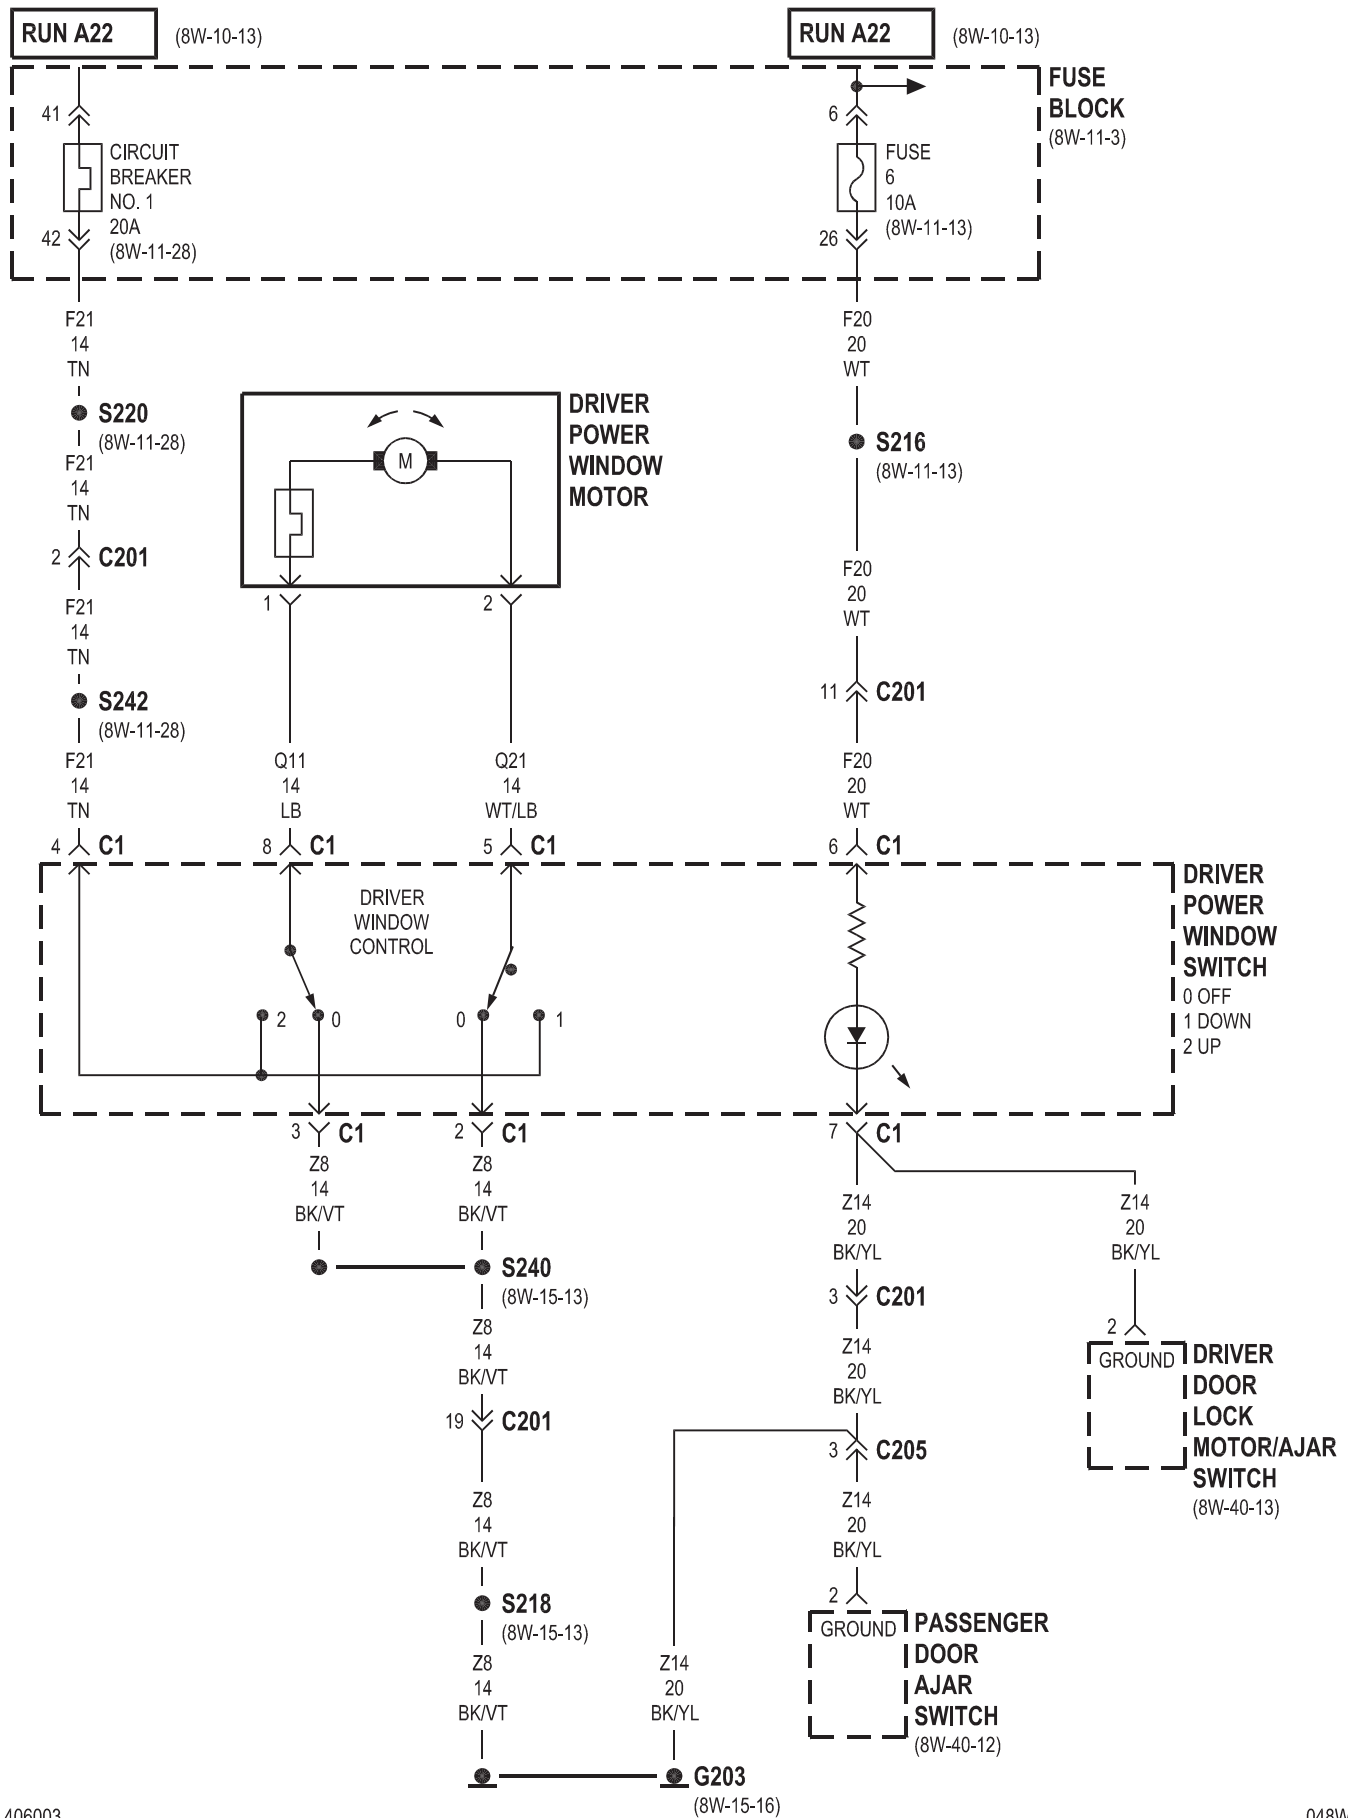 RUN A22
(8W-10-13)
RUN A22
(8W-10-13)
FUSE
BLOCK
(8W-11-3)
41
CIRCUIT
BREAKER
NO. 1
20A
(8W-11-28)
42
6
FUSE
6
10A
(8W-11-13)
26
F21
14
TN
S220
(8W-11-28)
F21
14
TN
2
C201
F21
14
TN
S242
(8W-11-28)
F21
14
TN
4
C1
DRIVER
POWER
WINDOW
MOTOR
M
1
2
Q11
14
LB
8
C1
Q21
14
WT/LB
5
C1
F20
20
WT
S216
(8W-11-13)
F20
20
WT
11
C201
F20
20
WT
6
C1
DRIVER
POWER
WINDOW
SWITCH
0 OFF
1 DOWN
2 UP
DRIVER
WINDOW
CONTROL
2
0
0
1
3
C1
2
C1
7
C1
Z8
14
BK/VT
Z8
14
BK/VT
S240
(8W-15-13)
Z8
14
BK/VT
19
C201
Z8
14
BK/VT
S218
(8W-15-13)
Z8
14
BK/VT
Z14
20
BK/YL
3
C201
Z14
20
BK/YL
3
C205
Z14
20
BK/YL
2
GROUND
PASSENGER
DOOR
AJAR
SWITCH
(8W-40-12)
Z14
20
BK/YL
2
GROUND
DRIVER
DOOR
LOCK
MOTOR/AJAR
SWITCH
(8W-40-13)
Z14
20
BK/YL
G203
(8W-15-16)
406003
048W